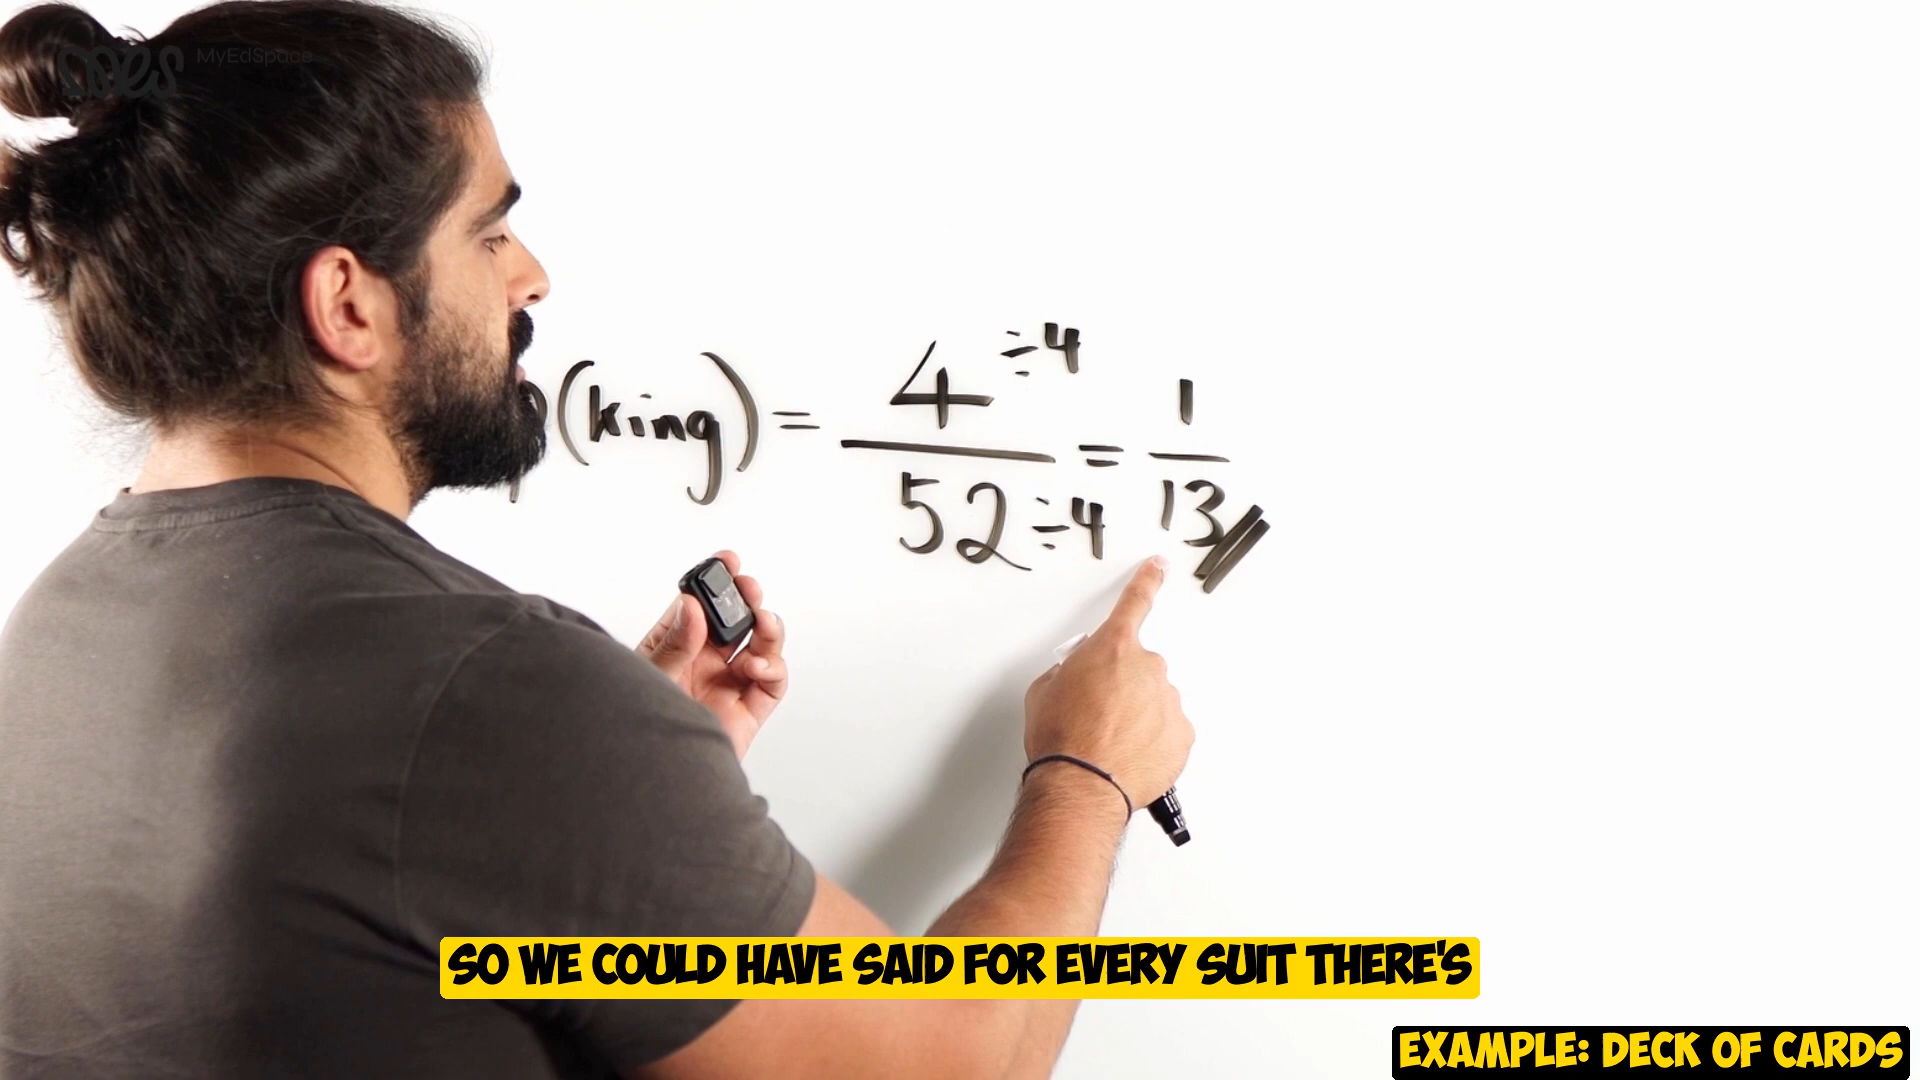 MyEdSpace
P(king) = 4 ÷4 / 52 ÷4 = 1 / 13
SO WE COULD HAVE SAID FOR EVERY SUIT THERE'S
EXAMPLE: DECK OF CARDS